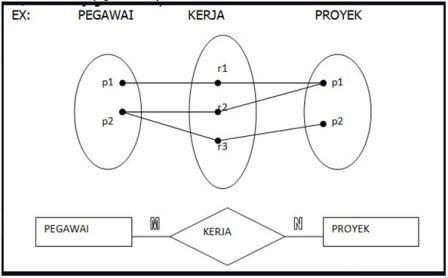 EX: PEGAWAI KERJA PROYEK
r1
p1 p1
r2
p2 p2
r3
M N
PEGAWAI KERJA PROYEK